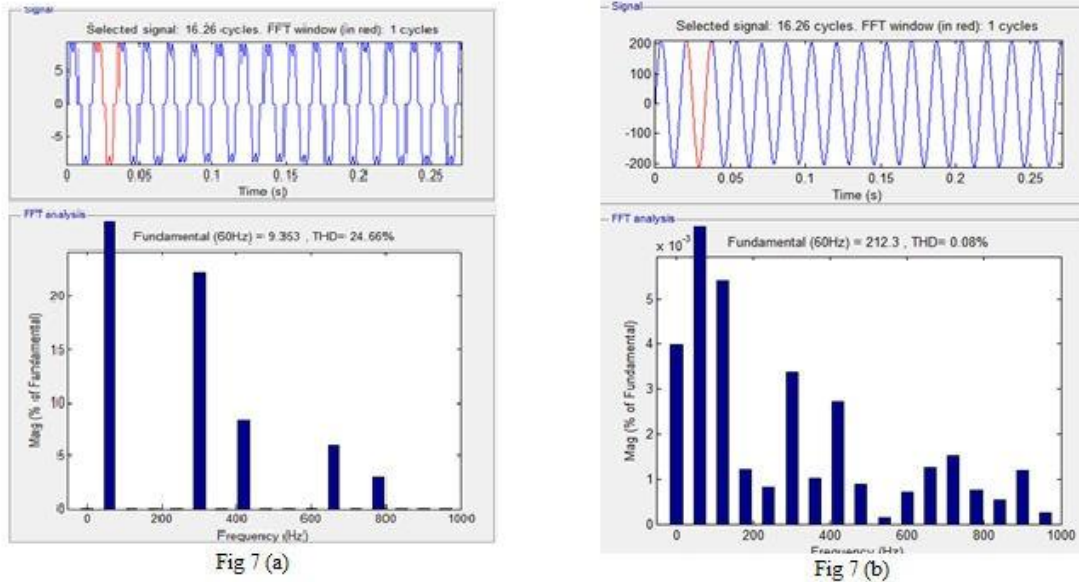 Signal
Selected signal: 16.26 cycles. FFT window (in red): 1 cycles
5
0
-5
0 0.05 0.1 0.15 0.2 0.25
Time (s)
FFT analysis
Fundamental (60Hz) = 9.363 , THD= 24.66%
20
15
10
5
0
Mag (% of Fundamental)
0 200 400 600 800 1000
Frequency (Hz)
Fig 7 (a)
Signal
Selected signal: 16.26 cycles. FFT window (in red): 1 cycles
200
100
0
-100
-200
0 0.05 0.1 0.15 0.2 0.25
Time (s)
FFT analysis
x 10-3
Fundamental (60Hz) = 212.3 , THD= 0.08%
5
4
3
2
1
0
Mag (% of Fundamental)
0 200 400 600 800 1000
Frequency (Hz)
Fig 7 (b)